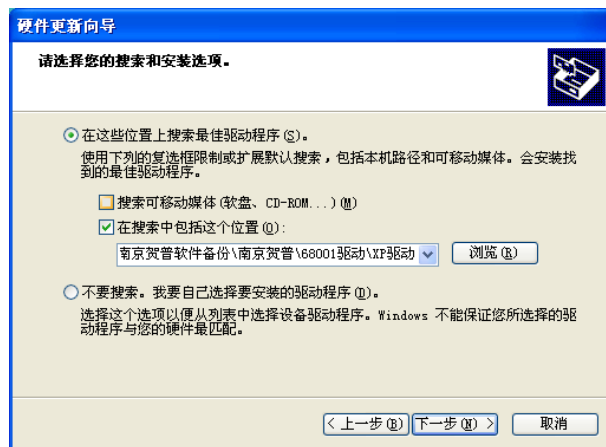 硬件更新向导
请选择您的搜索和安装选项。
在这些位置上搜索最佳驱动程序(S)。
使用下列的复选框限制或扩展默认搜索，包括本机路径和可移动媒体。会安装找
到的最佳驱动程序。
搜索可移动媒体(软盘、CD-ROM...)(M)
在搜索中包括这个位置(O):
南京贺普软件备份\南京贺普\68001驱动\XP驱动
浏览(R)
不要搜索。我要自己选择要安装的驱动程序(D)。
选择这个选项以便从列表中选择设备驱动程序。Windows 不能保证您所选择的驱
动程序与您的硬件最匹配。
< 上一步(B) 下一步(N) > 取消